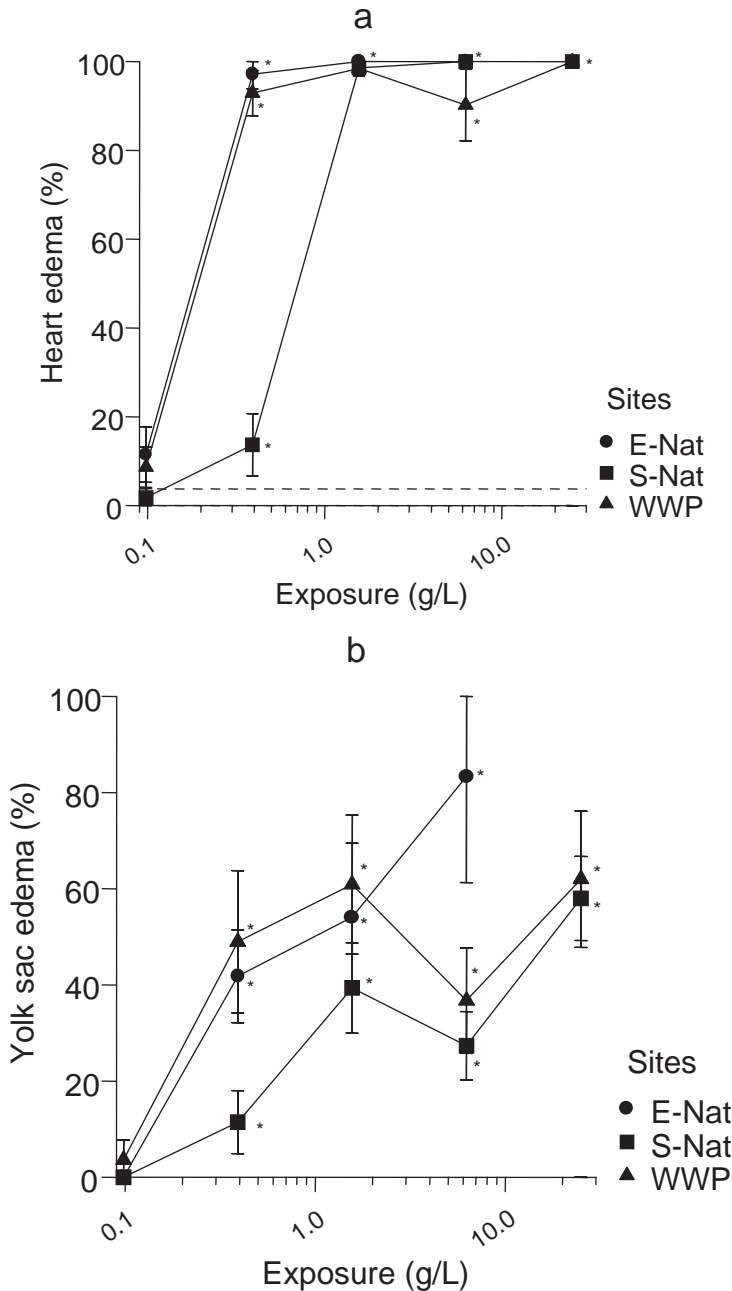 a
100
80
60
40
20
0
Heart edema (%)
*
*
*
*
*
*
*
0.1
1.0
10.0
Exposure (g/L)
Sites
E-Nat
S-Nat
WWP
b
100
80
60
40
20
0
Yolk sac edema (%)
*
*
*
*
*
*
*
*
*
*
*
0.1
1.0
10.0
Exposure (g/L)
Sites
E-Nat
S-Nat
WWP